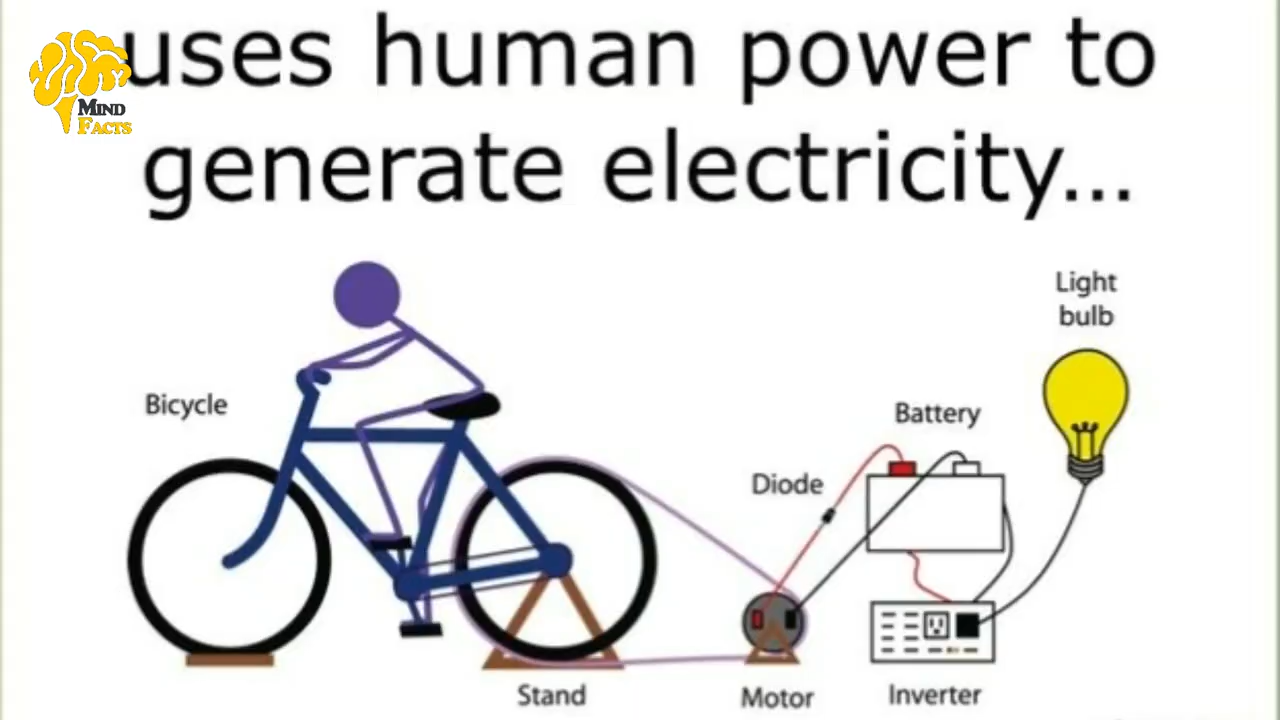 uses human power to
generate electricity...
MIND
FACTS
Light
bulb
Bicycle
Battery
Diode
Stand
Motor
Inverter